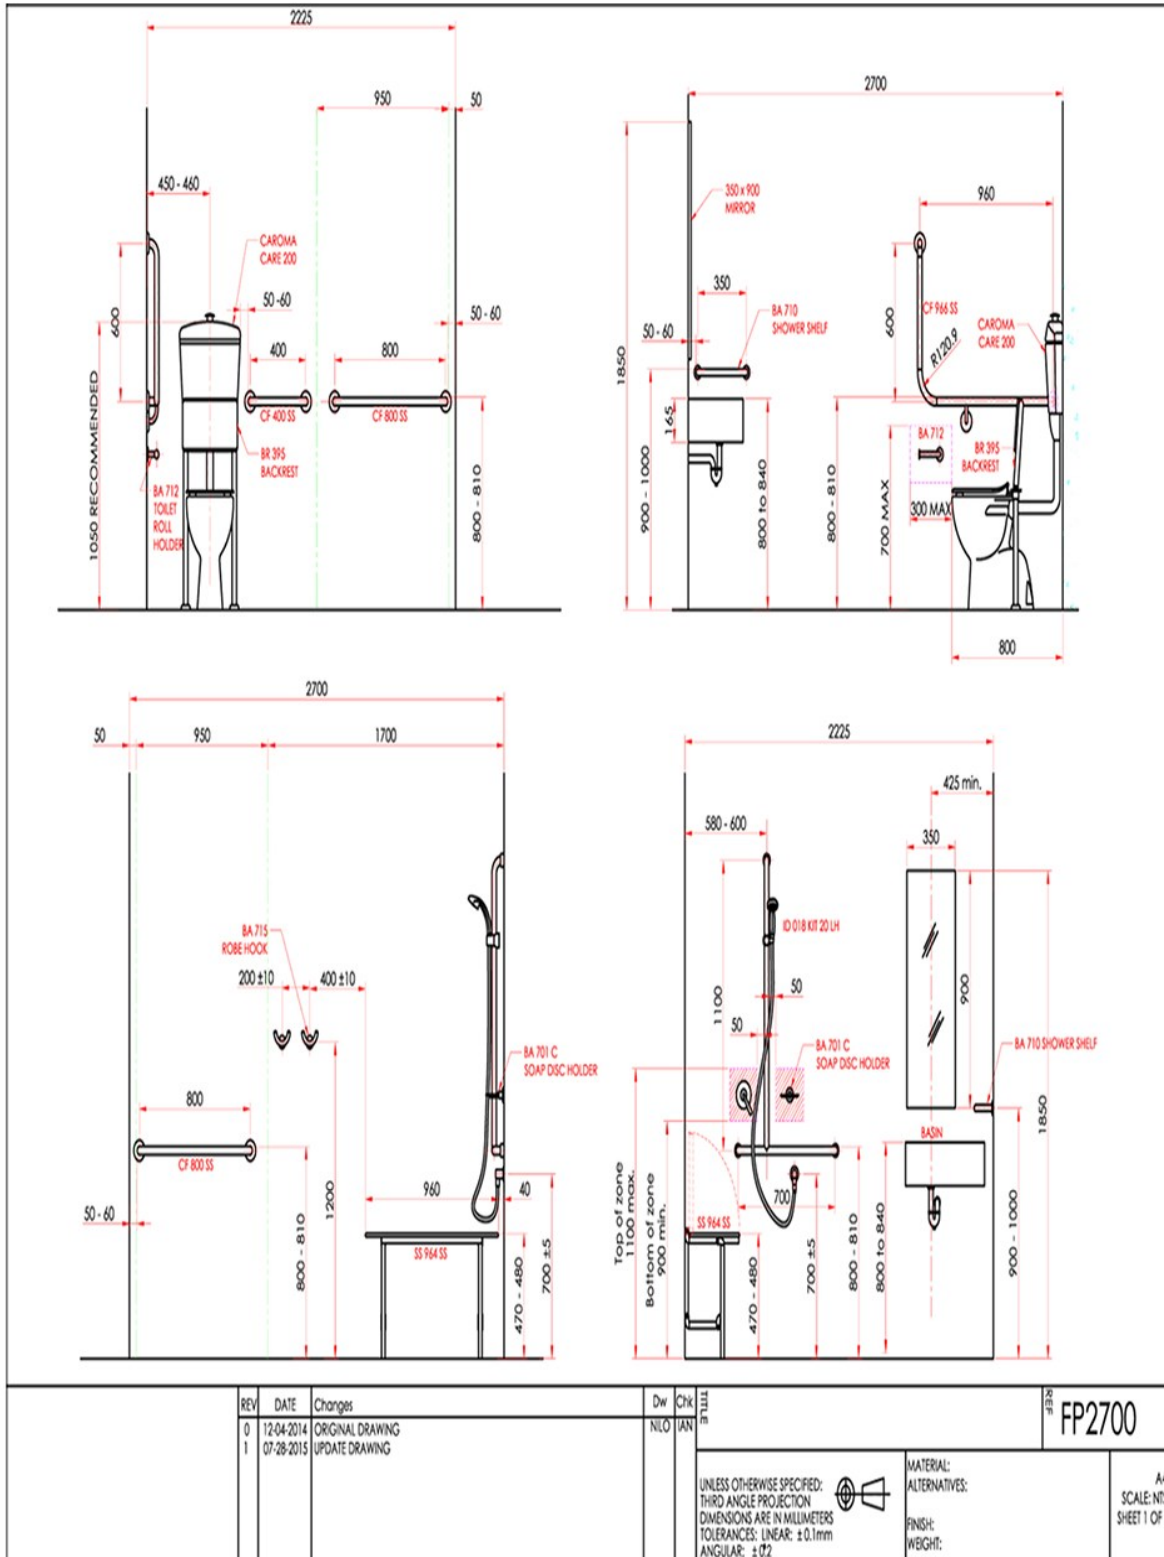 2225
950
50
450 - 460
CAROMA
CARE 200
50 -60
50 - 60
600
400
800
CF 400 SS
CF 800 SS
BR 395
BACKREST
BA 712
TOILET
ROLL
HOLDER
1050 RECOMMENDED
800 - 810
2700
350 x 900
MIRROR
960
350
BA 710
SHOWER SHELF
50 - 60
1850
600
CF 966 SS
CAROMA
CARE 200
R120.9
165
BA 712
BR 395
BACKREST
900 - 1000
800 to 840
800 - 810
700 MAX
300 MAX
800
2700
50
950
1700
BA 715
ROBE HOOK
200 ±10
400 ±10
BA 701 C
SOAP DISC HOLDER
800
CF 800 SS
50 - 60
1200
800 - 810
960
40
SS 964 SS
470 - 480
700 ±5
2225
425 min.
580 - 600
350
ID 018 KIT 20 LH
1100
50
50
900
BA 701 C
SOAP DISC HOLDER
BA 710 SHOWER SHELF
1850
BASIN
Top of zone
1100 max.
Bottom of zone
900 min.
700
SS 964 SS
470 - 480
700 ±5
800 - 810
800 to 840
900 - 1000
REV DATE Changes Dw Chk TITLE REF FP2700
0 12-04-2014 ORIGINAL DRAWING NILO IAN
1 07-28-2015 UPDATE DRAWING
UNLESS OTHERWISE SPECIFIED:
THIRD ANGLE PROJECTION
DIMENSIONS ARE IN MILLIMETERS
TOLERANCES: LINEAR: ±0.1mm
ANGULAR: ±0.2
MATERIAL:
ALTERNATIVES:
FINISH:
WEIGHT:
SCALE:
SHEET 1 OF